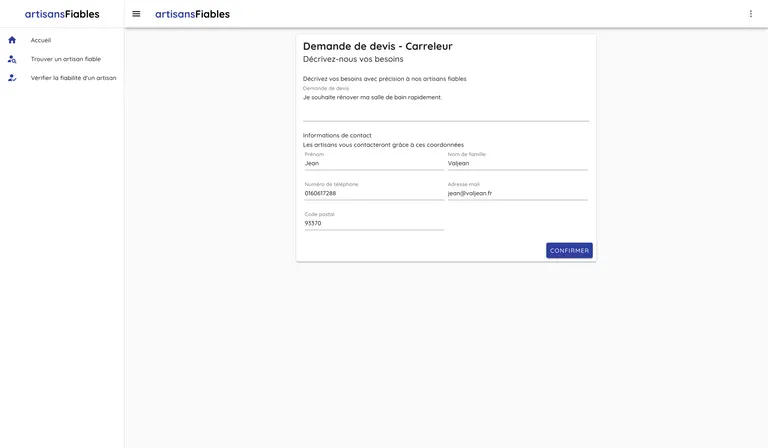 artisansFiables
Accueil
Trouver un artisan fiable
Vérifier la fiabilité d'un artisan
artisansFiables
Demande de devis - Carreleur
Décrivez-nous vos besoins
Décrivez vos besoins avec précision à nos artisans fiables
Demande de devis
Je souhaite rénover ma salle de bain rapidement.
Informations de contact
Les artisans vous contacteront grâce à ces coordonnées
Prénom
Jean
Nom de famille
Valjean
Numéro de téléphone
0160617288
Adresse mail
jean@valjean.fr
Code postal
93370
CONFIRMER